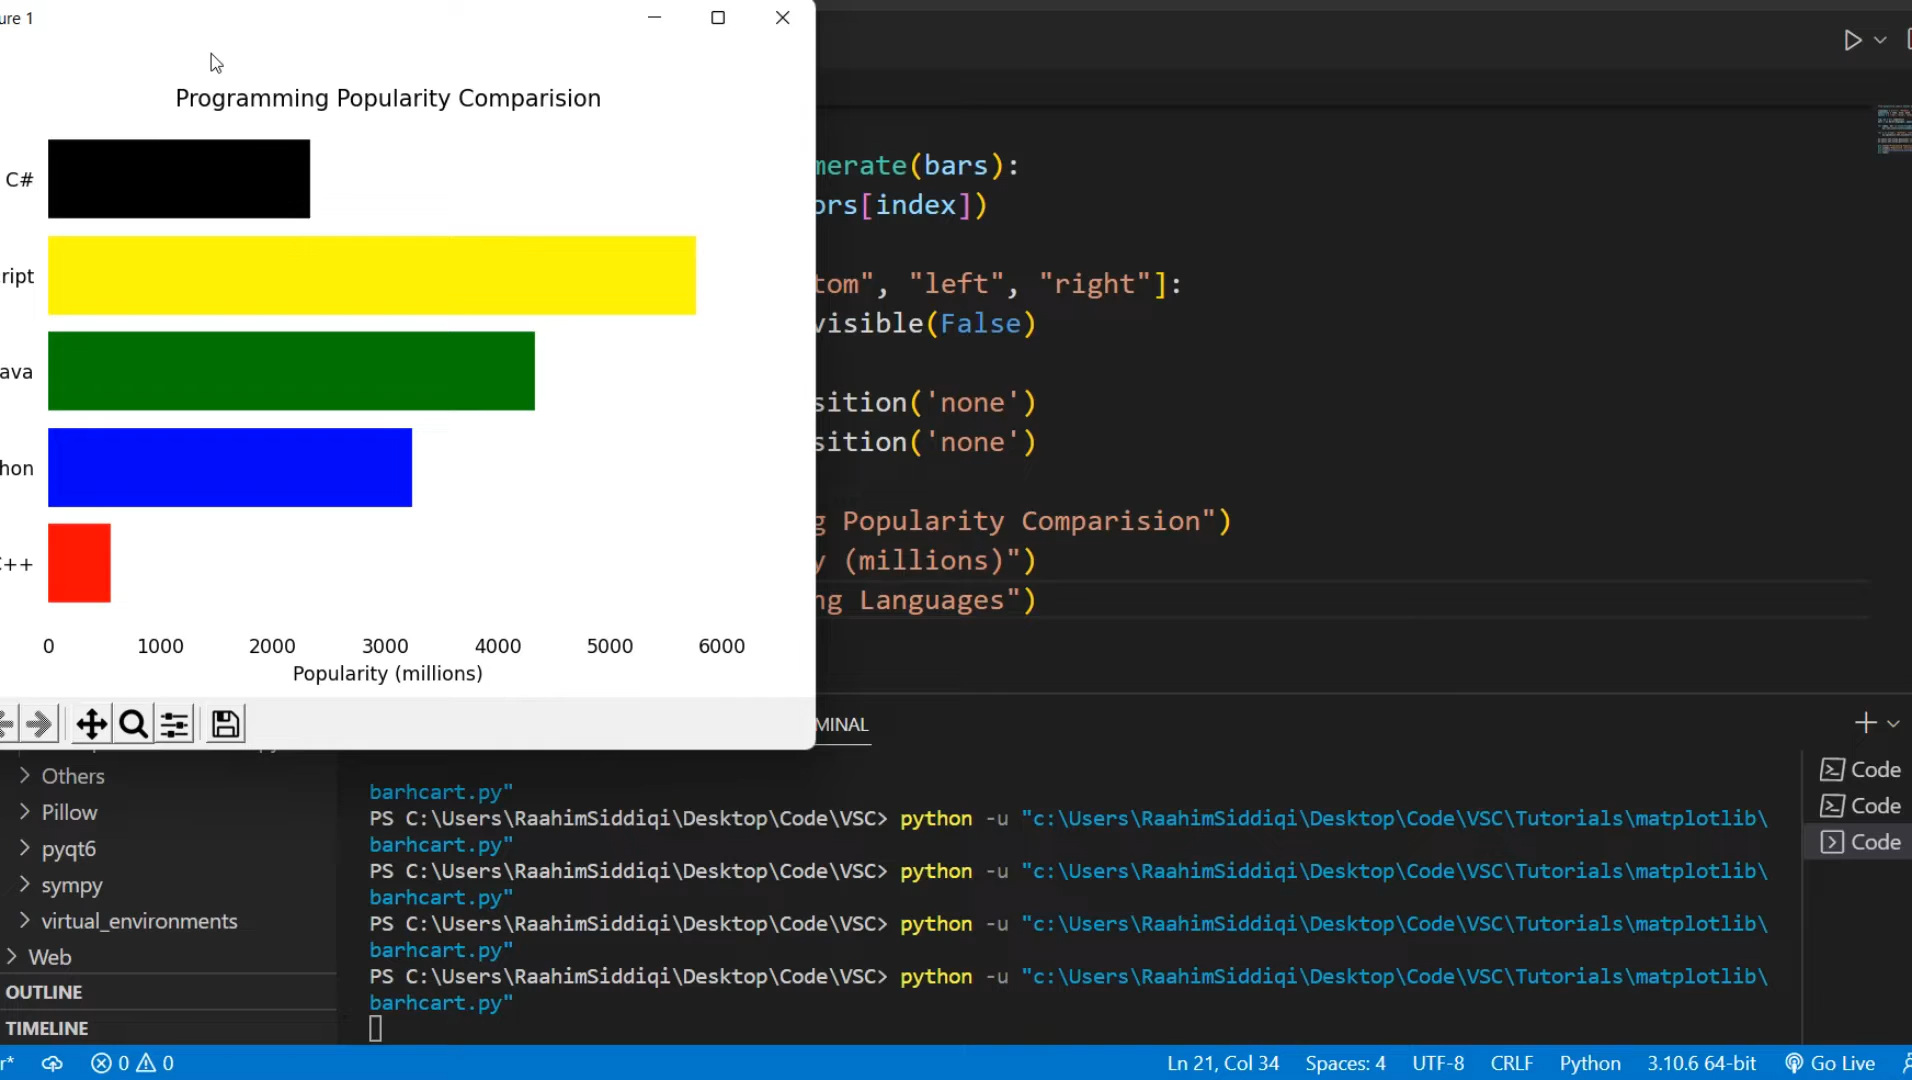 ure 1
Programming Popularity Comparision
C#
ript
ava
hon
C++
0 1000 2000 3000 4000 5000 6000
Popularity (millions)
merate(bars):
ors[index])
tom", "left", "right"]:
visible(False)
sition('none')
sition('none')
g Popularity Comparision")
y (millions)")
ng Languages")
MINAL
Others
Pillow
pyqt6
sympy
virtual_environments
Web
OUTLINE
TIMELINE
barhcart.py"
PS C:\Users\RaahimSiddiqi\Desktop\Code\VSC> python -u "c:\Users\RaahimSiddiqi\Desktop\Code\VSC\Tutorials\matplotlib\
barhcart.py"
PS C:\Users\RaahimSiddiqi\Desktop\Code\VSC> python -u "c:\Users\RaahimSiddiqi\Desktop\Code\VSC\Tutorials\matplotlib\
barhcart.py"
PS C:\Users\RaahimSiddiqi\Desktop\Code\VSC> python -u "c:\Users\RaahimSiddiqi\Desktop\Code\VSC\Tutorials\matplotlib\
barhcart.py"
PS C:\Users\RaahimSiddiqi\Desktop\Code\VSC> python -u "c:\Users\RaahimSiddiqi\Desktop\Code\VSC\Tutorials\matplotlib\
barhcart.py"
Code
Code
Code
r* 0 0 Ln 21, Col 34 Spaces: 4 UTF-8 CRLF Python 3.10.6 64-bit Go Live